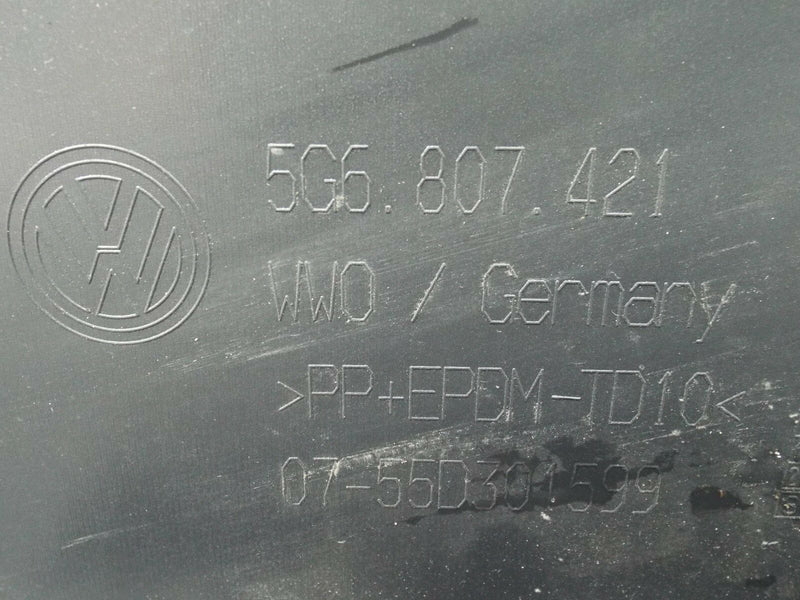 5G6.807.421
WWO / Germany
>PP+EPDM-TD10<
07-55D301599